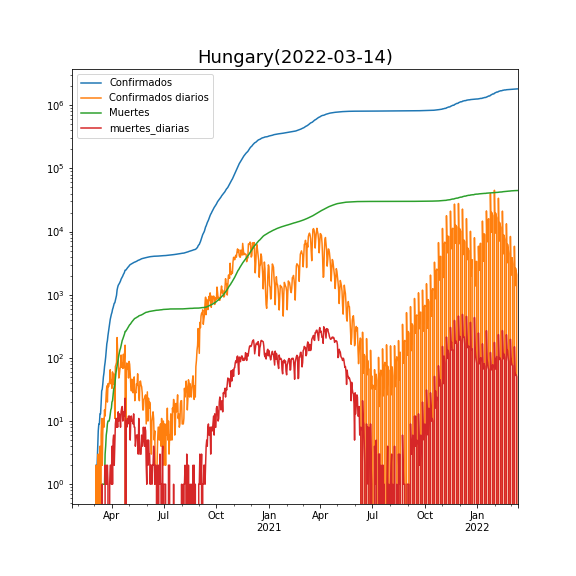 Hungary(2022-03-14)
Confirmados
Confirmados diarios
Muertes
muertes_diarias
10⁶
10⁵
10⁴
10³
10²
10¹
10⁰
Apr Jul Oct Jan Apr Jul Oct Jan
2021 2022